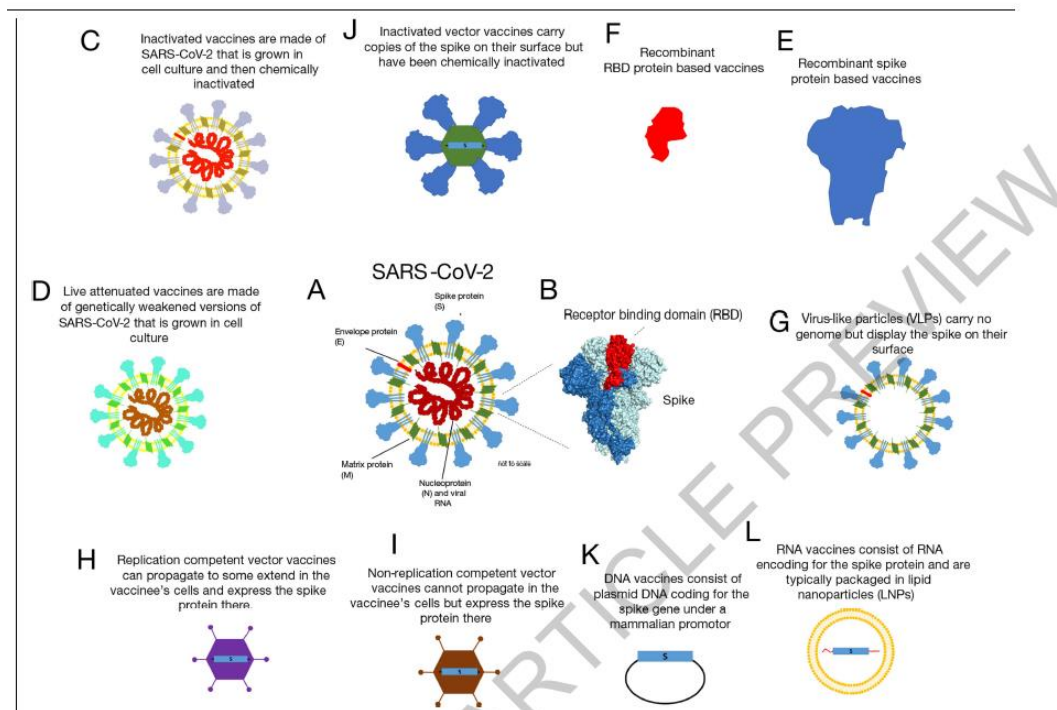 C
Inactivated vaccines are made of
SARS-CoV-2 that is grown in
cell culture and then chemically
inactivated
J
Inactivated vector vaccines carry
copies of the spike on their surface but
have been chemically inactivated
S
F
Recombinant
RBD protein based vaccines
E
Recombinant spike
protein based vaccines
D
Live attenuated vaccines are made
of genetically weakened versions of
SARS-CoV-2 that is grown in cell
culture
A
SARS-CoV-2
Spike protein
(S)
Envelope protein
(E)
Matrix protein
(M)
Nucleoprotein
(N) and viral
RNA
not to scale
B
Receptor binding domain (RBD)
Spike
G
Virus-like particles (VLPs) carry no
genome but display the spike on their
surface
H
Replication competent vector vaccines
can propagate to some extend in the
vaccinee's cells and express the spike
protein there.
S
I
Non-replication competent vector
vaccines cannot propagate in the
vaccinee's cells but express the spike
protein there
S
K
DNA vaccines consist of
plasmid DNA coding for the
spike gene under a
mammalian promotor
S
L
RNA vaccines consist of RNA
encoding for the spike protein and are
typically packaged in lipid
nanoparticles (LNPs)
S
ARTICLE PREVIEW